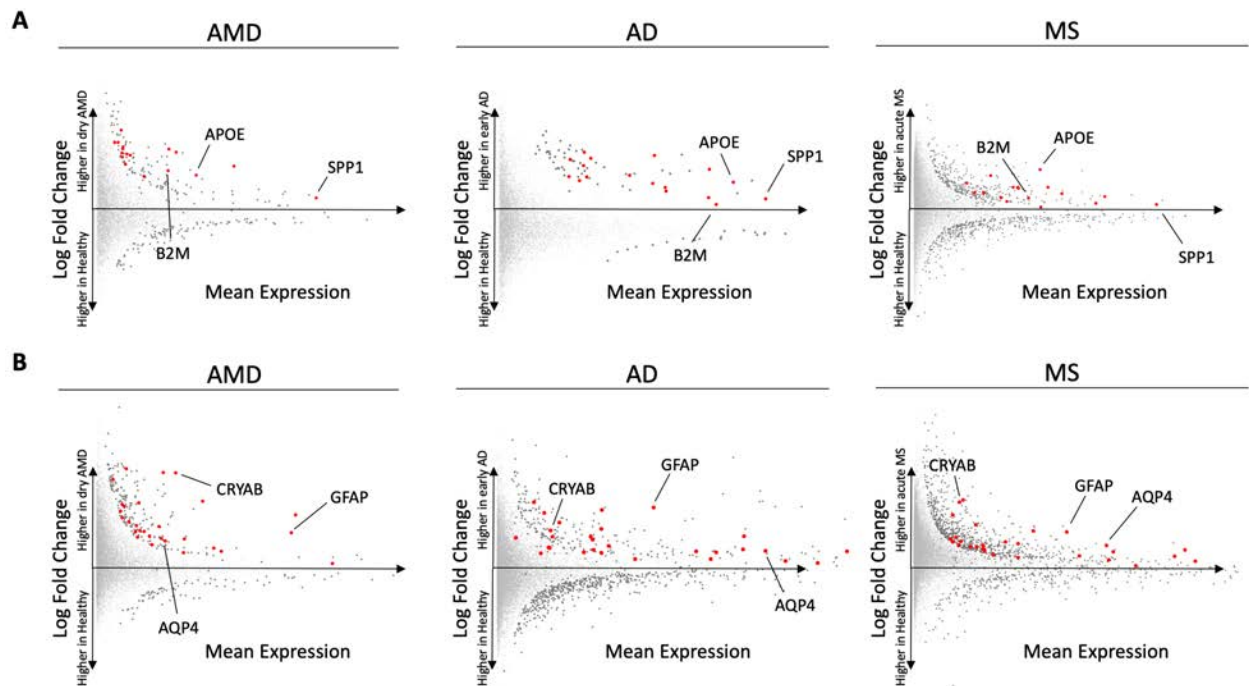 A
AMD
AD
MS
Log Fold Change
Higher in dry AMD
Higher in Healthy
APOE
SPP1
B2M
Mean Expression
Log Fold Change
Higher in early AD
Higher in Healthy
APOE
SPP1
B2M
Mean Expression
Log Fold Change
Higher in acute MS
Higher in Healthy
B2M
APOE
SPP1
Mean Expression
B
AMD
AD
MS
Log Fold Change
Higher in dry AMD
Higher in Healthy
CRYAB
GFAP
AQP4
Mean Expression
Log Fold Change
Higher in early AD
Higher in Healthy
CRYAB
GFAP
AQP4
Mean Expression
Log Fold Change
Higher in acute MS
Higher in Healthy
CRYAB
GFAP
AQP4
Mean Expression